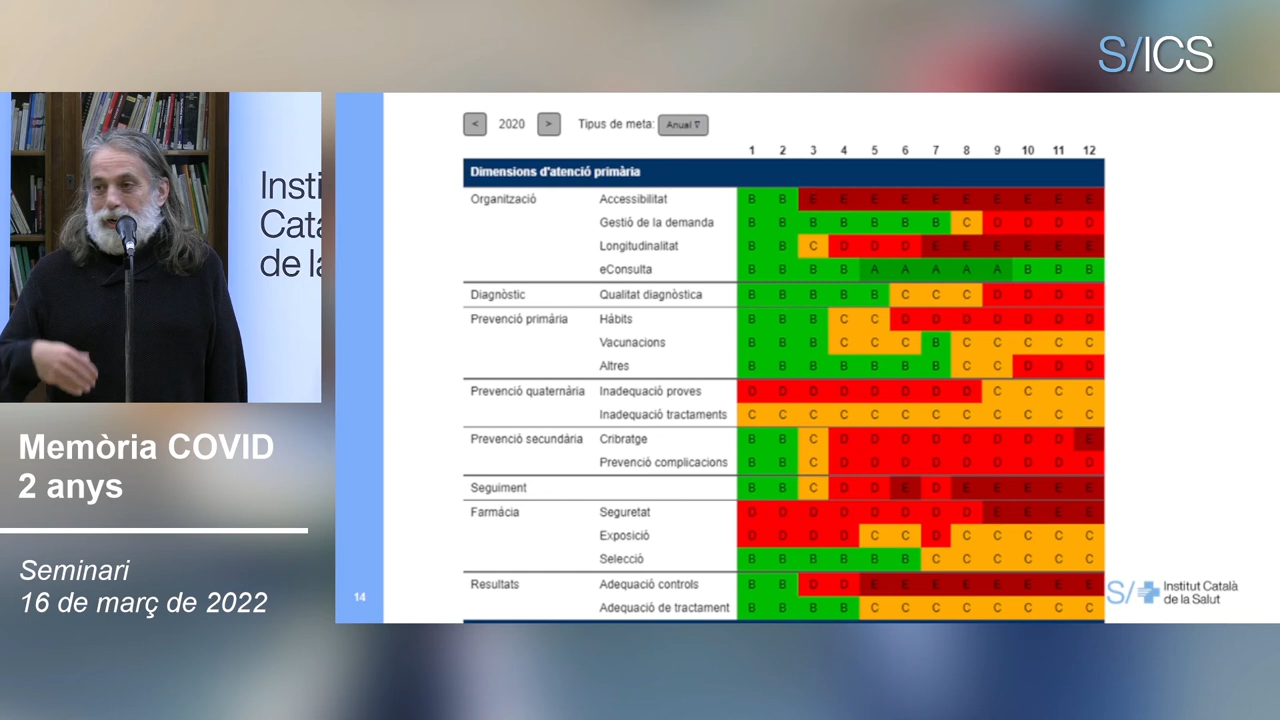 S/ICS
Insti
Cata
de la
Memòria COVID
2 anys
Seminari
16 de març de 2022
< 2020 > Tipus de meta: Anual ∇
1 2 3 4 5 6 7 8 9 10 11 12
Dimensions d'atenció primària
Organització Accessibilitat B B E E E E E E E E E E
Gestió de la demanda B B B B B B B C D D D D
Longitudinalitat B B C D D D E E E E E E
eConsulta B B B B A A A A A B B B
Diagnòstic Qualitat diagnòstica B B B B B C C C D D D D
Prevenció primària Hàbits B B B C C D D D D D D D
Vacunacions B B B C C C B C C C C C
Altres B B B B B B B C C D D D
Prevenció quaternària Inadequació proves D D D D D D D D C C C C
Inadequació tractaments C C C C C C C C C C C C
Prevenció secundària Cribratge B B C D D D D D D D D E
Prevenció complicacions B B C D D D D D D D D D
Seguiment B B C D D E D E E E E E
Farmàcia Seguretat D D D D D D D D E E E E
Exposició D D D D C C D C C C C C
Selecció B B B B B B C C C C C C
Resultats Adequació controls B B D D E E E E E E E E
Adequació de tractament B B B B C C C C C C C C
14
S/ Institut Català
de la Salut